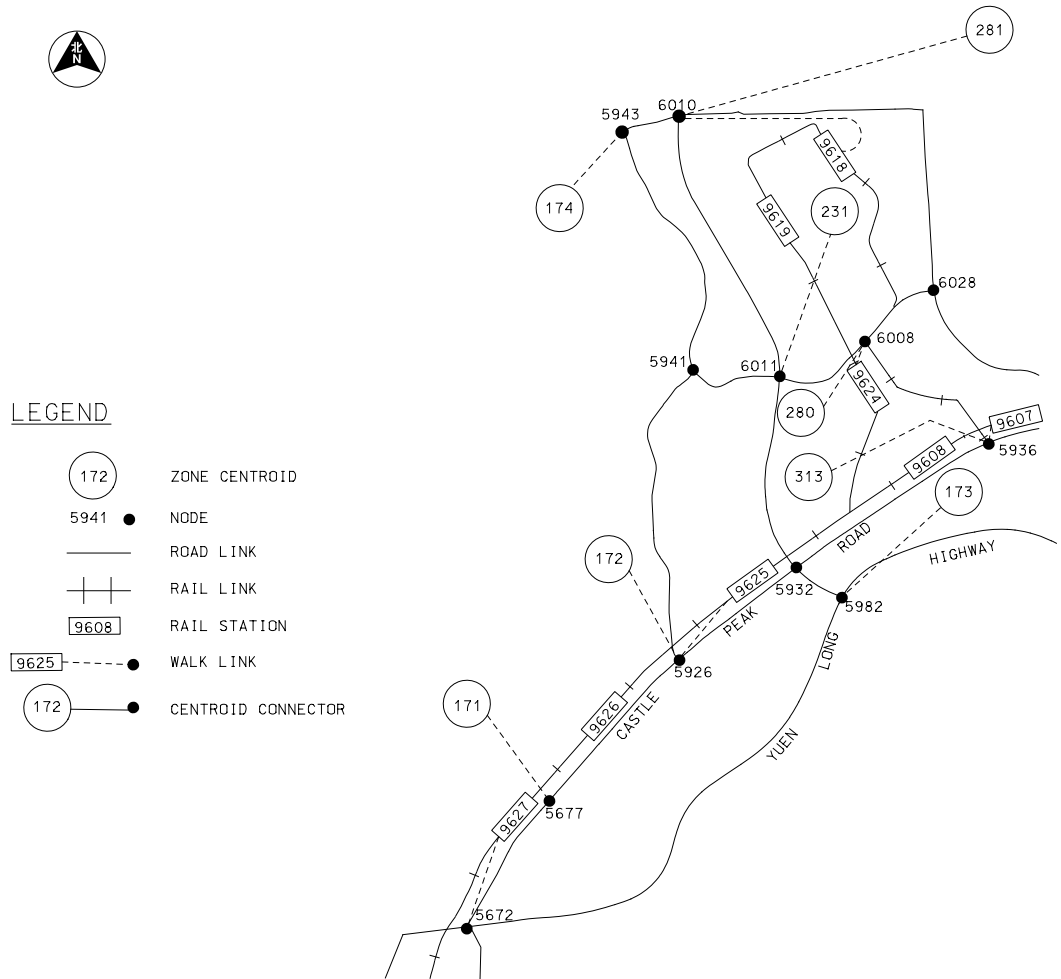 北
N
281
6010
5943
9618
174
231
9619
6028
6008
5941
6011
9624
280
9607
5936
9608
313
173
ROAD
HIGHWAY
172
9625
5932
5982
PEAK
LONG
5926
171
9626
CASTLE
YUEN
9627
5677
5672
LEGEND
172 ZONE CENTROID
5941 NODE
ROAD LINK
RAIL LINK
9608 RAIL STATION
9625 WALK LINK
172 CENTROID CONNECTOR